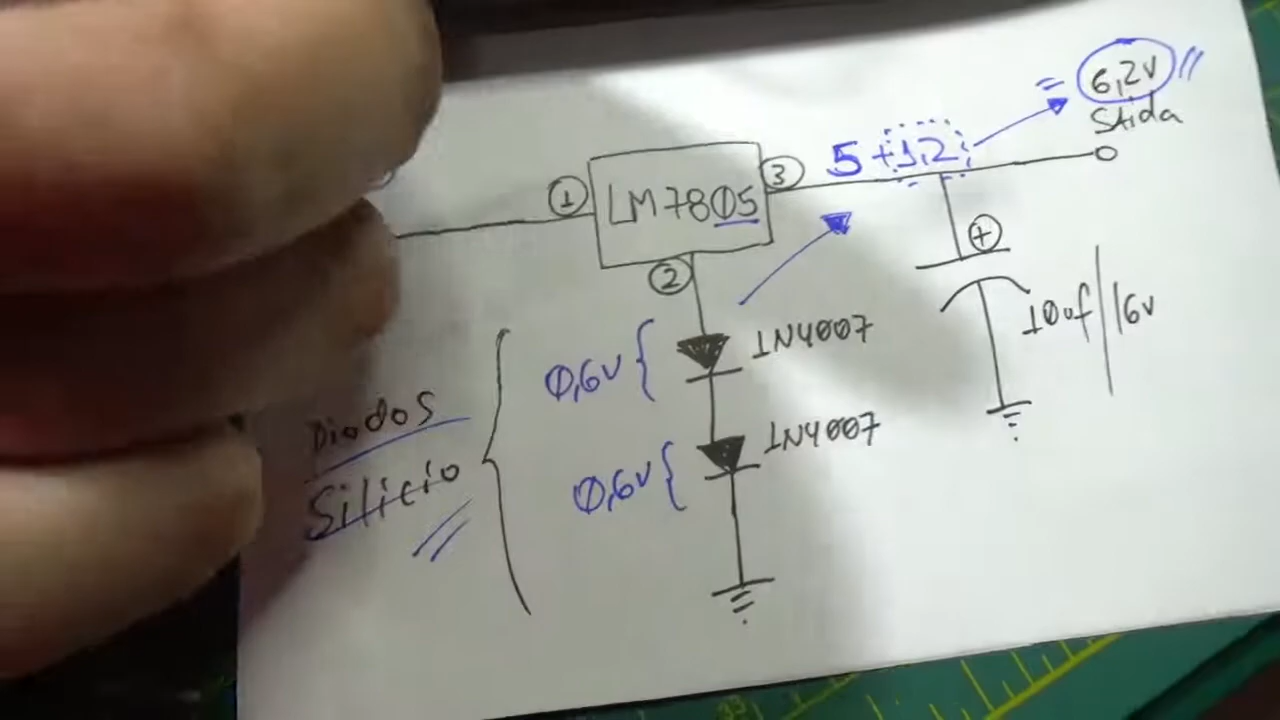 = 6,2V //
Saida
5 + 1,2
1
LM7805
3
2
+
10uf/16v
0,6v { 1N4007
0,6v { 1N4007
Diodos
Silicio